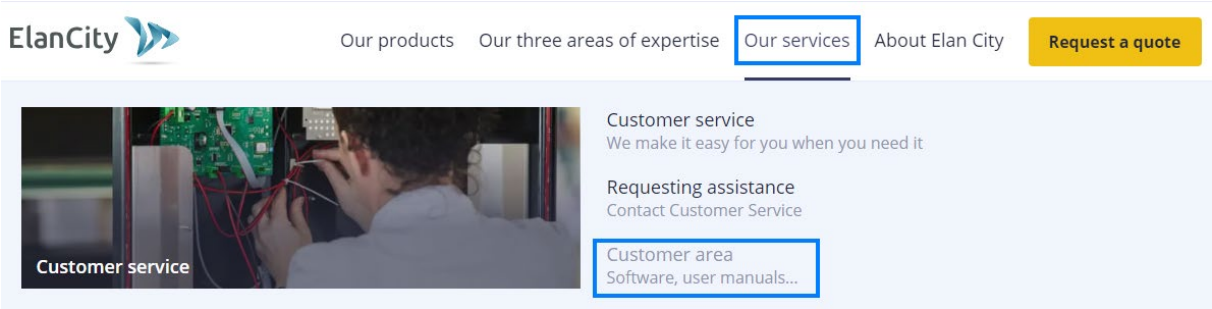 ElanCity
Our products Our three areas of expertise Our services About Elan City Request a quote
Customer service
Customer service
We make it easy for you when you need it
Requesting assistance
Contact Customer Service
Customer area
Software, user manuals...